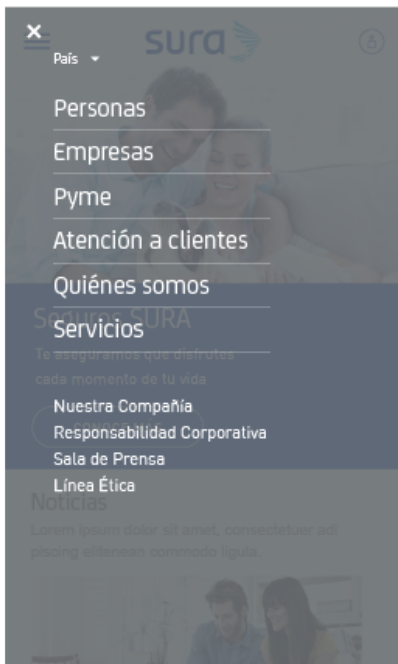 sura
País
Personas
Empresas
Pyme
Atención a clientes
Quiénes somos
Seguros SURA
Servicios
Te aseguramos que disfrutes
cada momento de tu vida
Nuestra Compañía
Responsabilidad Corporativa
Sala de Prensa
Línea Ética
Noticias
Lorem ipsum dolor sit amet, consectetuer adi
piscing elitenean commodo ligula.